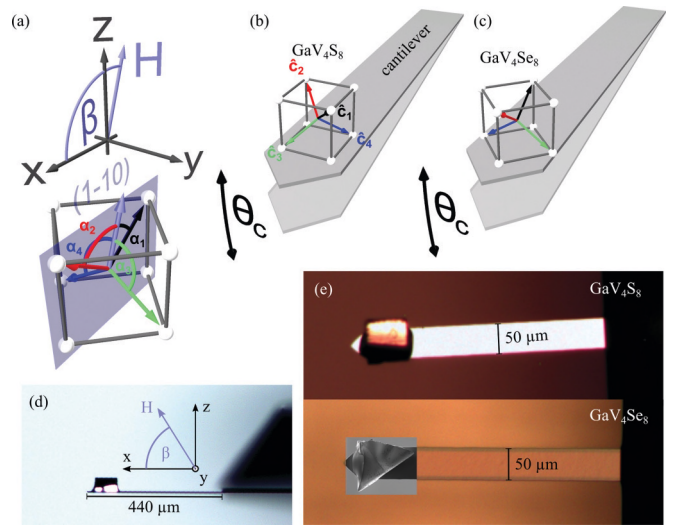 (a)
z
H
β
x
y
(1-10)
α₂
α₁
α₄
(b)
GaV₄S₈
cantilever
ĉ₂
ĉ₁
ĉ₃
ĉ₄
θc
(c)
GaV₄Se₈
θc
(d)
H
z
x
β
y
440 µm
(e)
GaV₄S₈
50 µm
GaV₄Se₈
50 µm